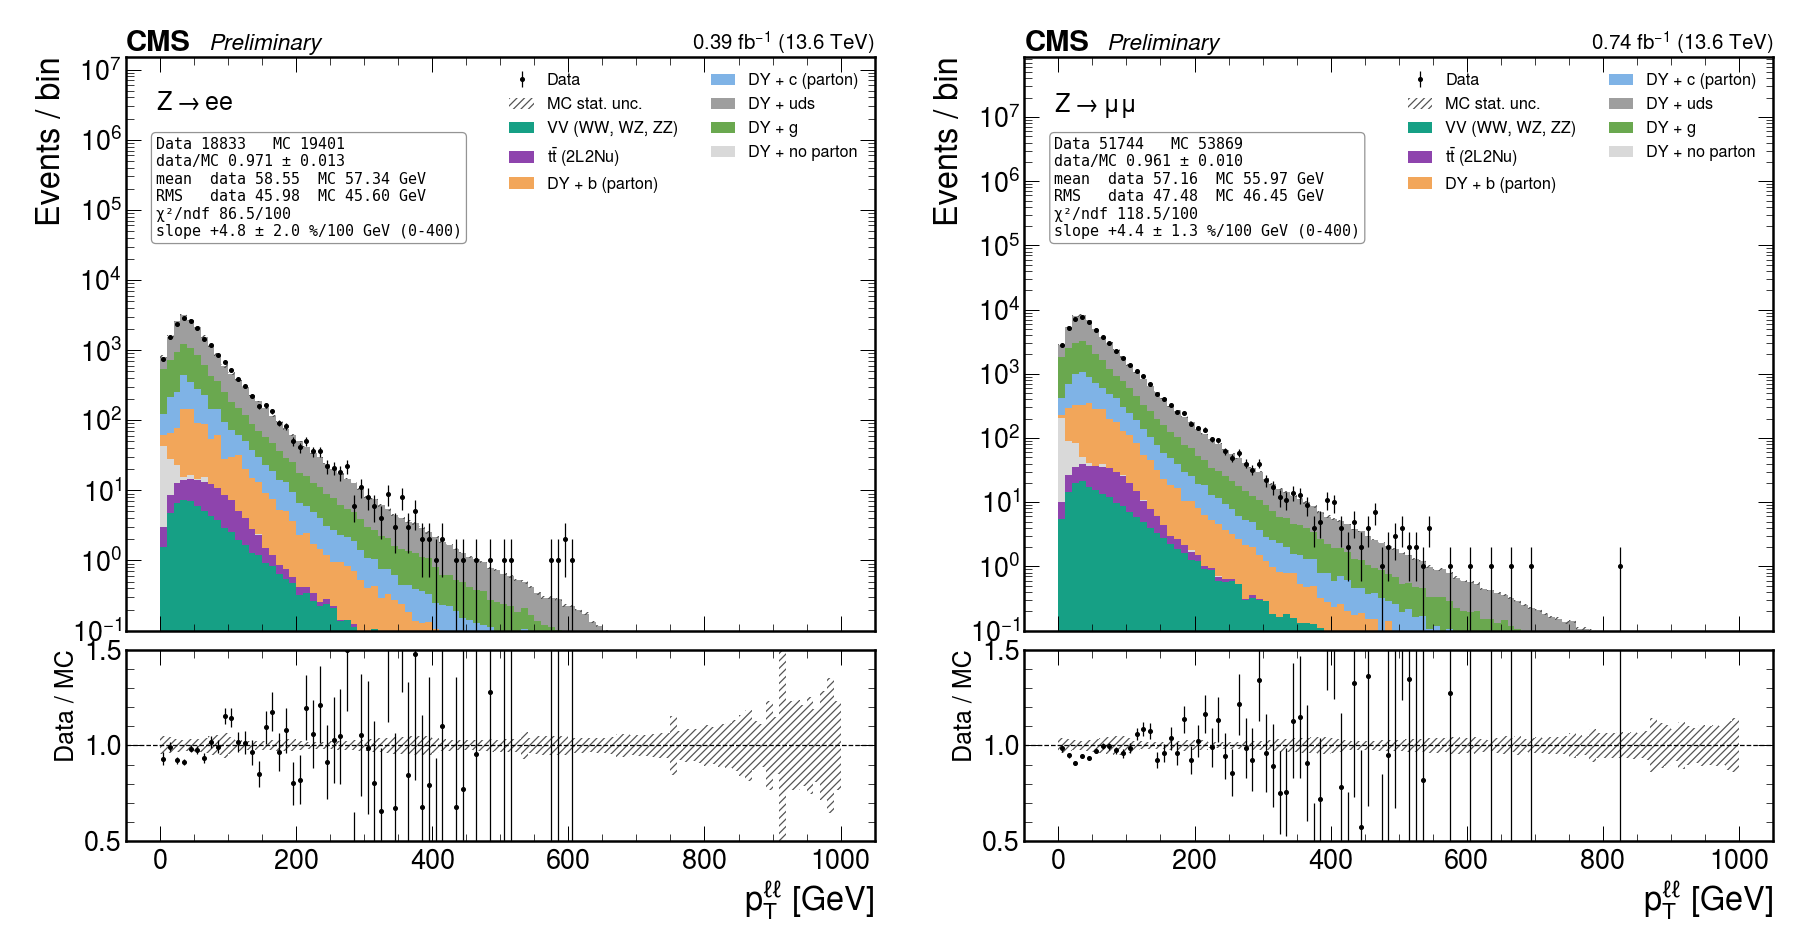 CMS Preliminary 0.39 fb⁻¹ (13.6 TeV)
Events / bin
10⁷
10⁶
10⁵
10⁴
10³
10²
10¹
10⁰
10⁻¹
Z → ee
Data 18833 MC 19401
data/MC 0.971 ± 0.013
mean data 58.55 MC 57.34 GeV
RMS data 45.98 MC 45.60 GeV
χ²/ndf 86.5/100
slope +4.8 ± 2.0 %/100 GeV (0-400)
Data
MC stat. unc.
VV (WW, WZ, ZZ)
tt̄ (2L2Nu)
DY + b (parton)
DY + c (parton)
DY + uds
DY + g
DY + no parton
Data / MC
1.5
1.0
0.5
0 200 400 600 800 1000
p_T^ℓℓ [GeV]
CMS Preliminary 0.74 fb⁻¹ (13.6 TeV)
Events / bin
10⁷
10⁶
10⁵
10⁴
10³
10²
10¹
10⁰
10⁻¹
Z → μμ
Data 51744 MC 53869
data/MC 0.961 ± 0.010
mean data 57.16 MC 55.97 GeV
RMS data 47.48 MC 46.45 GeV
χ²/ndf 118.5/100
slope +4.4 ± 1.3 %/100 GeV (0-400)
Data
MC stat. unc.
VV (WW, WZ, ZZ)
tt̄ (2L2Nu)
DY + b (parton)
DY + c (parton)
DY + uds
DY + g
DY + no parton
Data / MC
1.5
1.0
0.5
0 200 400 600 800 1000
p_T^ℓℓ [GeV]